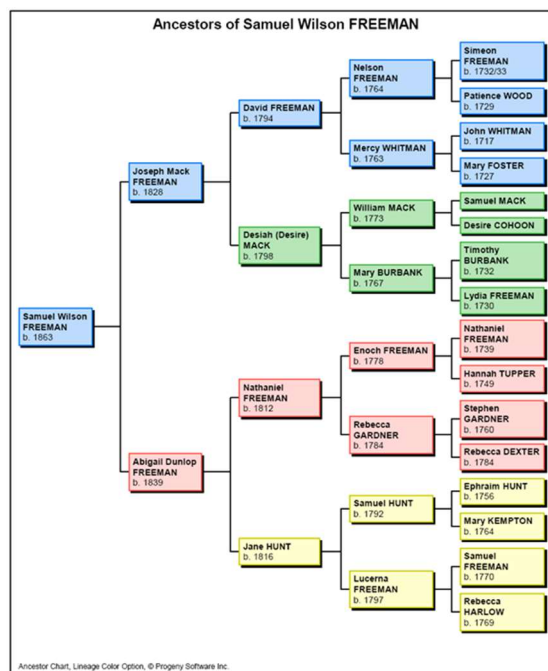 Ancestors of Samuel Wilson FREEMAN
Samuel Wilson
FREEMAN
b. 1863
Joseph Mack
FREEMAN
b. 1828
Abigail Dunlop
FREEMAN
b. 1839
David FREEMAN
b. 1794
Desiah (Desire)
MACK
b. 1798
Nathaniel
FREEMAN
b. 1812
Jane HUNT
b. 1816
Nelson
FREEMAN
b. 1764
Mercy WHITMAN
b. 1763
William MACK
b. 1773
Mary BURBANK
b. 1767
Enoch FREEMAN
b. 1778
Rebecca
GARDNER
b. 1784
Samuel HUNT
b. 1792
Lucerna
FREEMAN
b. 1797
Simeon
FREEMAN
b. 1732/33
Patience WOOD
b. 1729
John WHITMAN
b. 1717
Mary FOSTER
b. 1727
Samuel MACK
Desire COHOON
Timothy
BURBANK
b. 1732
Lydia FREEMAN
b. 1730
Nathaniel
FREEMAN
b. 1739
Hannah TUPPER
b. 1749
Stephen
GARDNER
b. 1760
Rebecca DEXTER
b. 1784
Ephraim HUNT
b. 1756
Mary KEMPTON
b. 1764
Samuel
FREEMAN
b. 1770
Rebecca
HARLOW
b. 1769
Ancestor Chart, Lineage Color Option, © Progeny Software Inc.